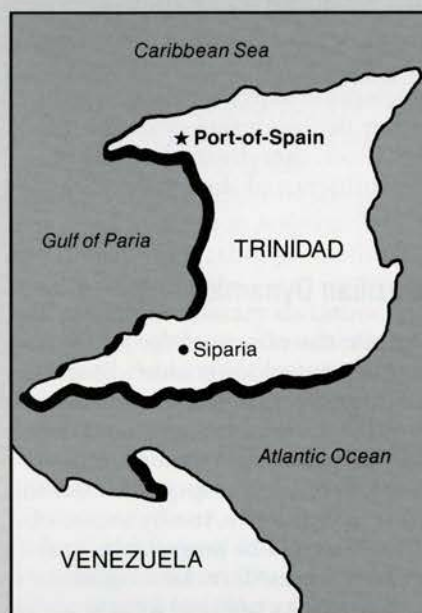 Caribbean Sea
Port-of-Spain
Gulf of Paria
TRINIDAD
Siparia
Atlantic Ocean
VENEZUELA